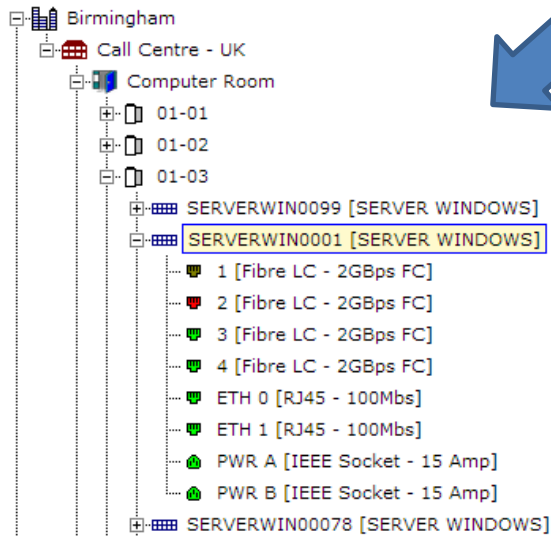 Birmingham
Call Centre - UK
Computer Room
01-01
01-02
01-03
SERVERWIN0099 [SERVER WINDOWS]
SERVERWIN0001 [SERVER WINDOWS]
1 [Fibre LC - 2GBps FC]
2 [Fibre LC - 2GBps FC]
3 [Fibre LC - 2GBps FC]
4 [Fibre LC - 2GBps FC]
ETH 0 [RJ45 - 100Mbs]
ETH 1 [RJ45 - 100Mbs]
PWR A [IEEE Socket - 15 Amp]
PWR B [IEEE Socket - 15 Amp]
SERVERWIN00078 [SERVER WINDOWS]